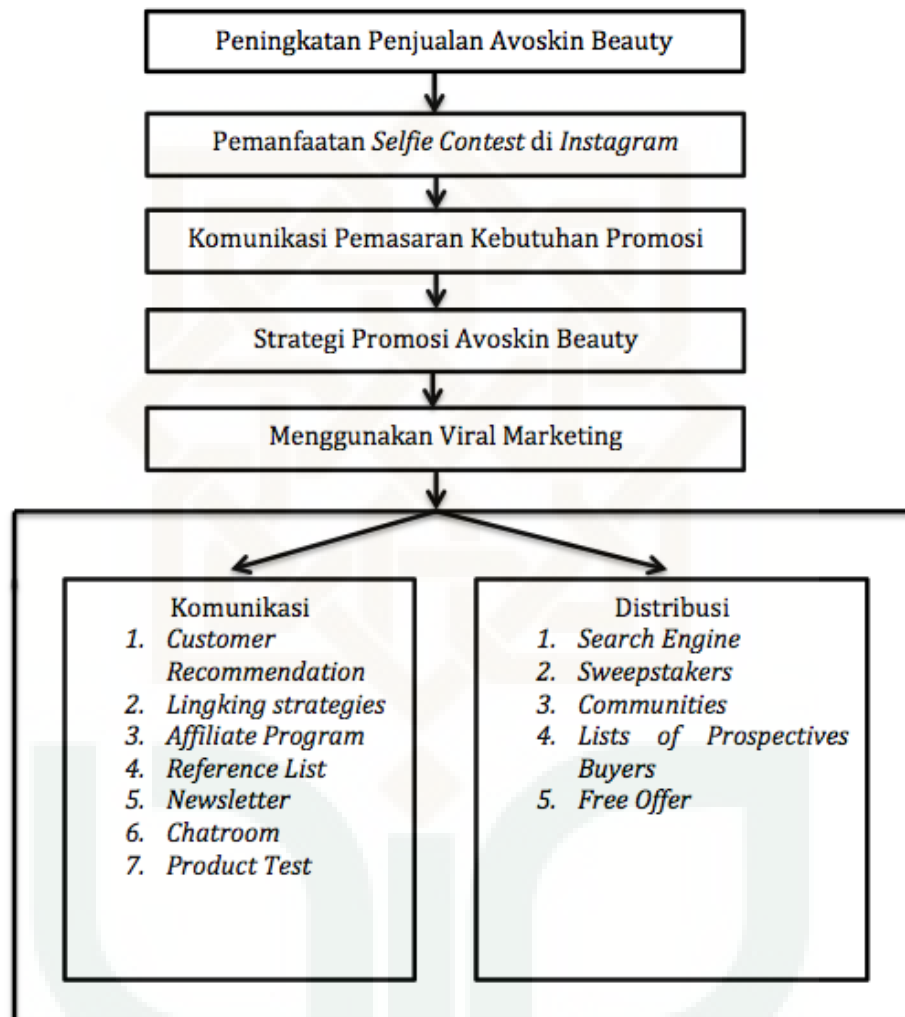 Peningkatan Penjualan Avoskin Beauty
Pemanfaatan Selfie Contest di Instagram
Komunikasi Pemasaran Kebutuhan Promosi
Strategi Promosi Avoskin Beauty
Menggunakan Viral Marketing
Komunikasi
1. Customer
Recommendation
2. Lingking strategies
3. Affiliate Program
4. Reference List
5. Newsletter
6. Chatroom
7. Product Test
Distribusi
1. Search Engine
2. Sweepstakers
3. Communities
4. Lists of Prospectives
Buyers
5. Free Offer